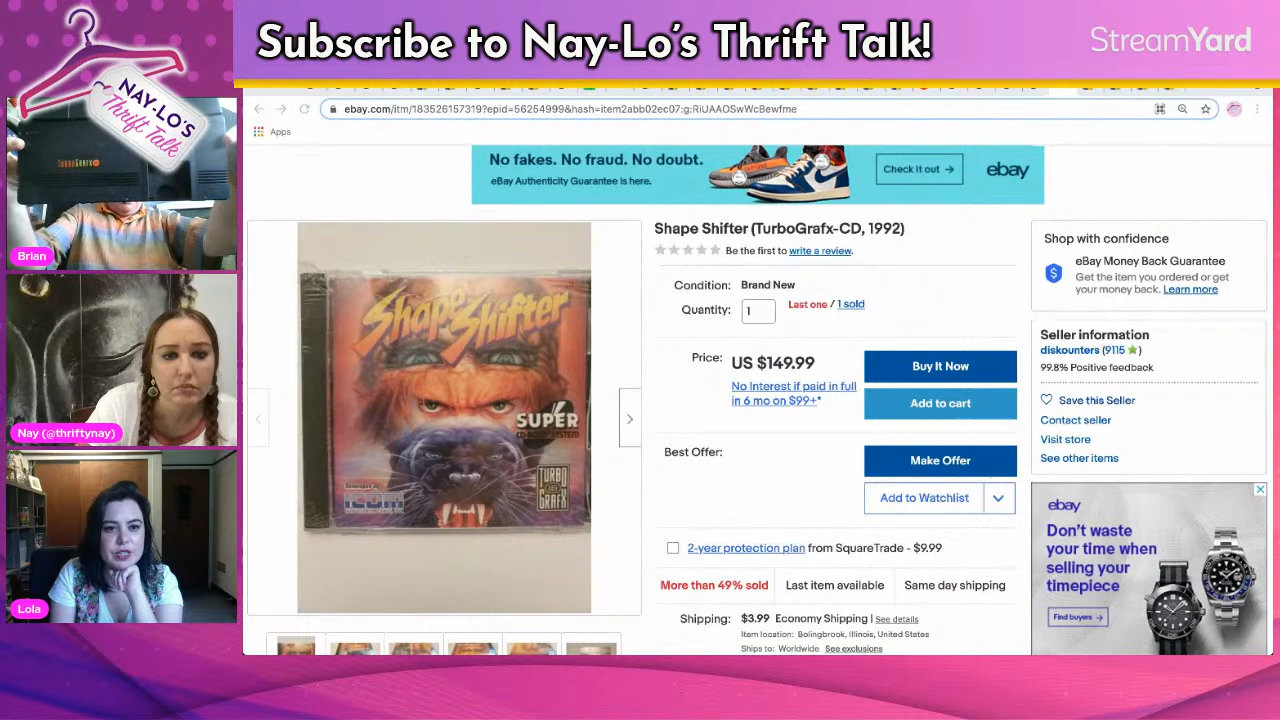 Subscribe to Nay-Lo's Thrift Talk!
StreamYard
NAY-LO'S
Thrift Talk
TURBOGRAFX
Brian
Nay (@thriftynay)
Lola
ebay.com/itm/183526157319?epid=56254999&hash=item2abb02ec07:g:RiUAAOSwWcBewfme
Apps
No fakes. No fraud. No doubt.
eBay Authenticity Guarantee is here.
Check it out →
ebay
Shape Shifter
SUPER
CD-ROM SYSTEM
Developed by
ICOM
TURBO
16
GRAFX
Shape Shifter (TurboGrafx-CD, 1992)
Be the first to write a review.
Condition: Brand New
Quantity: 1 Last one / 1 sold
Price: US $149.99
No Interest if paid in full
in 6 mo on $99+*
Buy It Now
Add to cart
Best Offer:
Make Offer
Add to Watchlist
2-year protection plan from SquareTrade - $9.99
More than 49% sold Last item available Same day shipping
Shipping: $3.99 Economy Shipping | See details
Item location: Bolingbrook, Illinois, United States
Ships to: Worldwide See exclusions
Shop with confidence
eBay Money Back Guarantee
Get the item you ordered or get
your money back. Learn more
Seller information
diskounters (9115)
99.8% Positive feedback
Save this Seller
Contact seller
Visit store
See other items
ebay
Don't waste
your time when
selling your
timepiece
Find buyers →